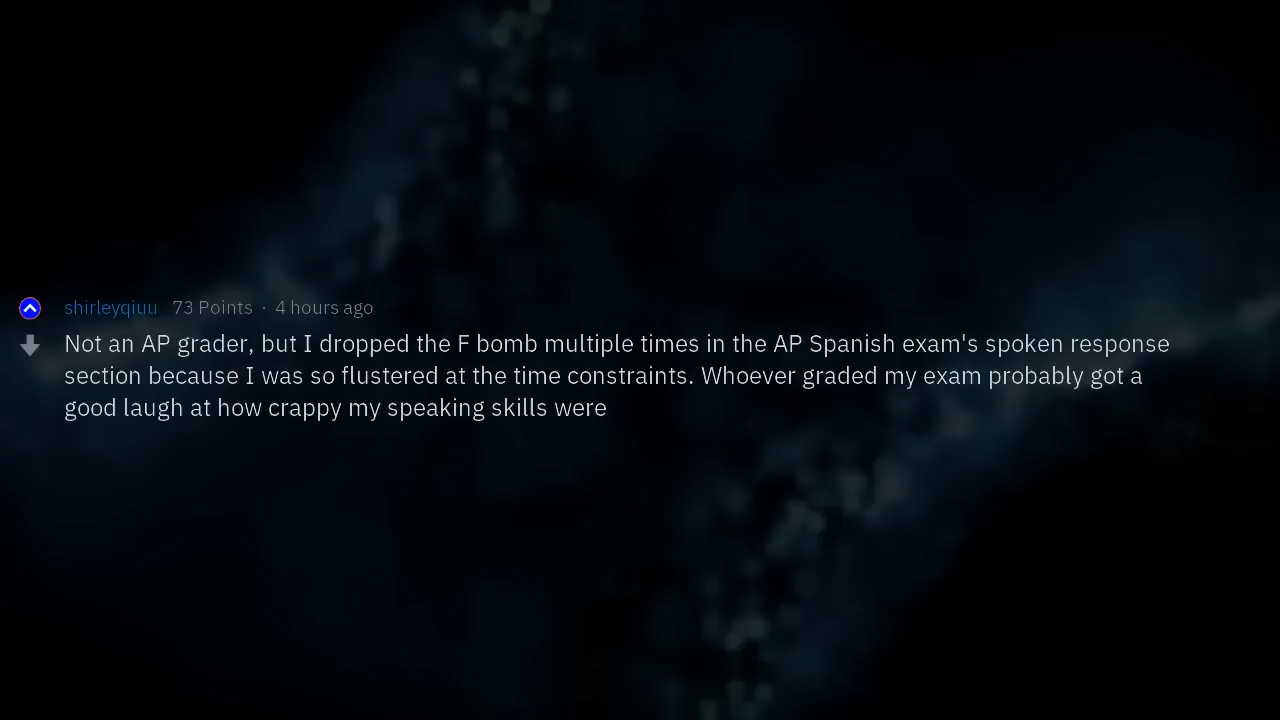 shirleyqiuu 73 Points · 4 hours ago
Not an AP grader, but I dropped the F bomb multiple times in the AP Spanish exam's spoken response
section because I was so flustered at the time constraints. Whoever graded my exam probably got a
good laugh at how crappy my speaking skills were